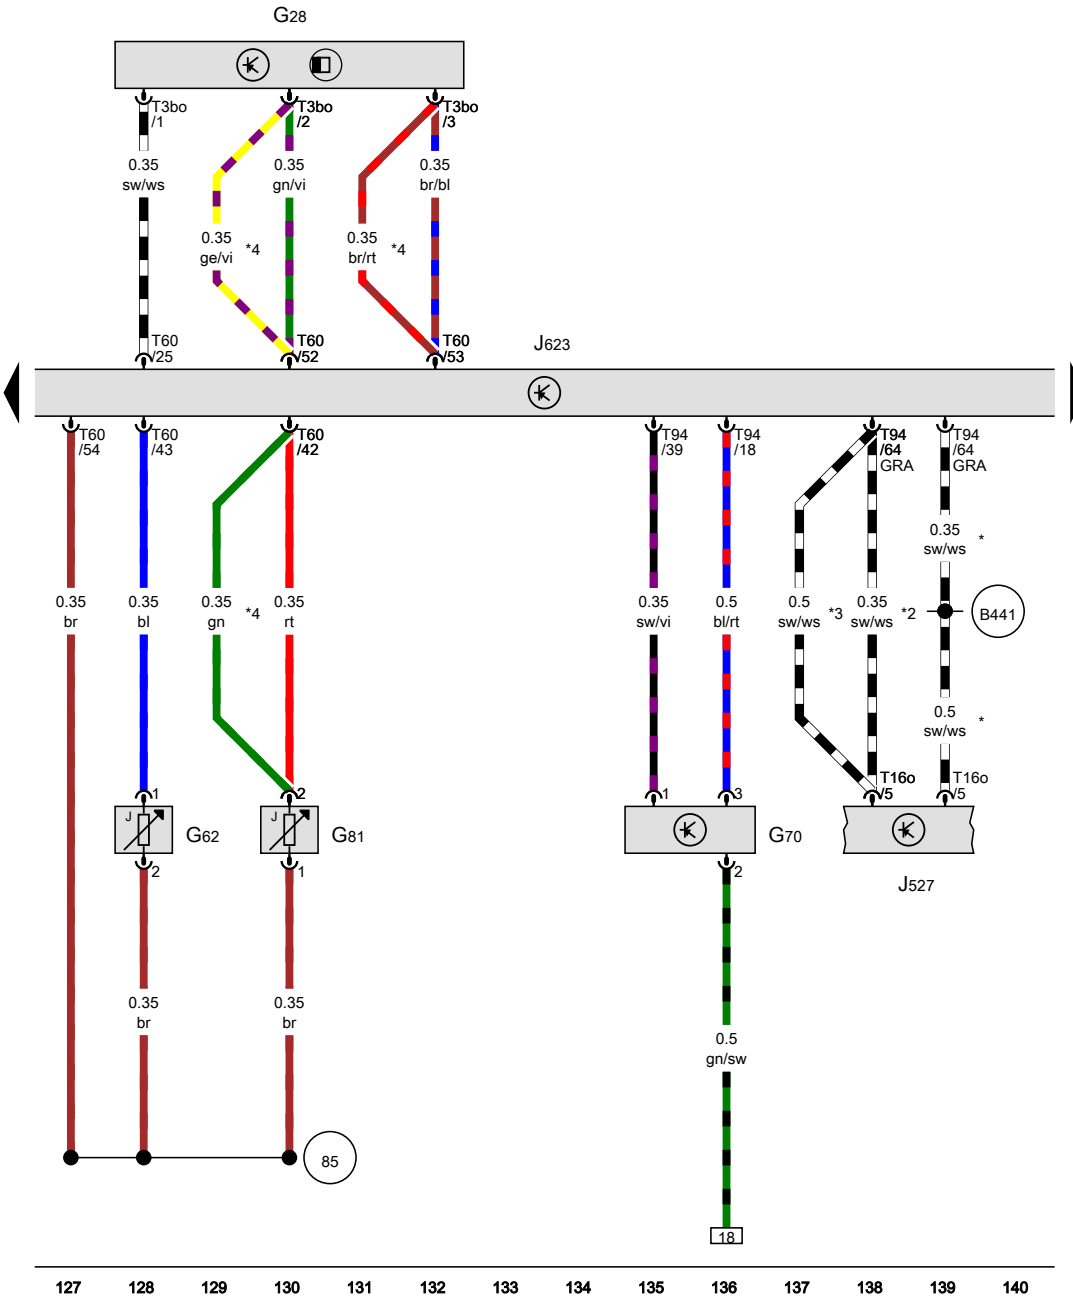 G28
T3bo
/1
T3bo
/2
T3bo
/3
0.35
sw/ws
0.35
gn/vi
0.35
br/bl
0.35
ge/vi
*4
0.35
br/rt
*4
T60
/25
T60
/52
T60
/53
J623
T60
/54
T60
/43
T60
/42
T94
/39
T94
/18
T94
/64
GRA
T94
/64
GRA
0.35
sw/ws
*
0.35
br
0.35
bl
0.35
gn
*4
0.35
rt
0.35
sw/vi
0.5
bl/rt
0.5
sw/ws
*3
0.35
sw/ws
*2
B441
0.5
sw/ws
*
T16o
/5
T16o
/5
1
2
1
3
J
G62
J
G81
G70
J527
2
1
2
0.35
br
0.35
br
0.5
gn/sw
85
18
127 128 129 130 131 132 133 134 135 136 137 138 139 140